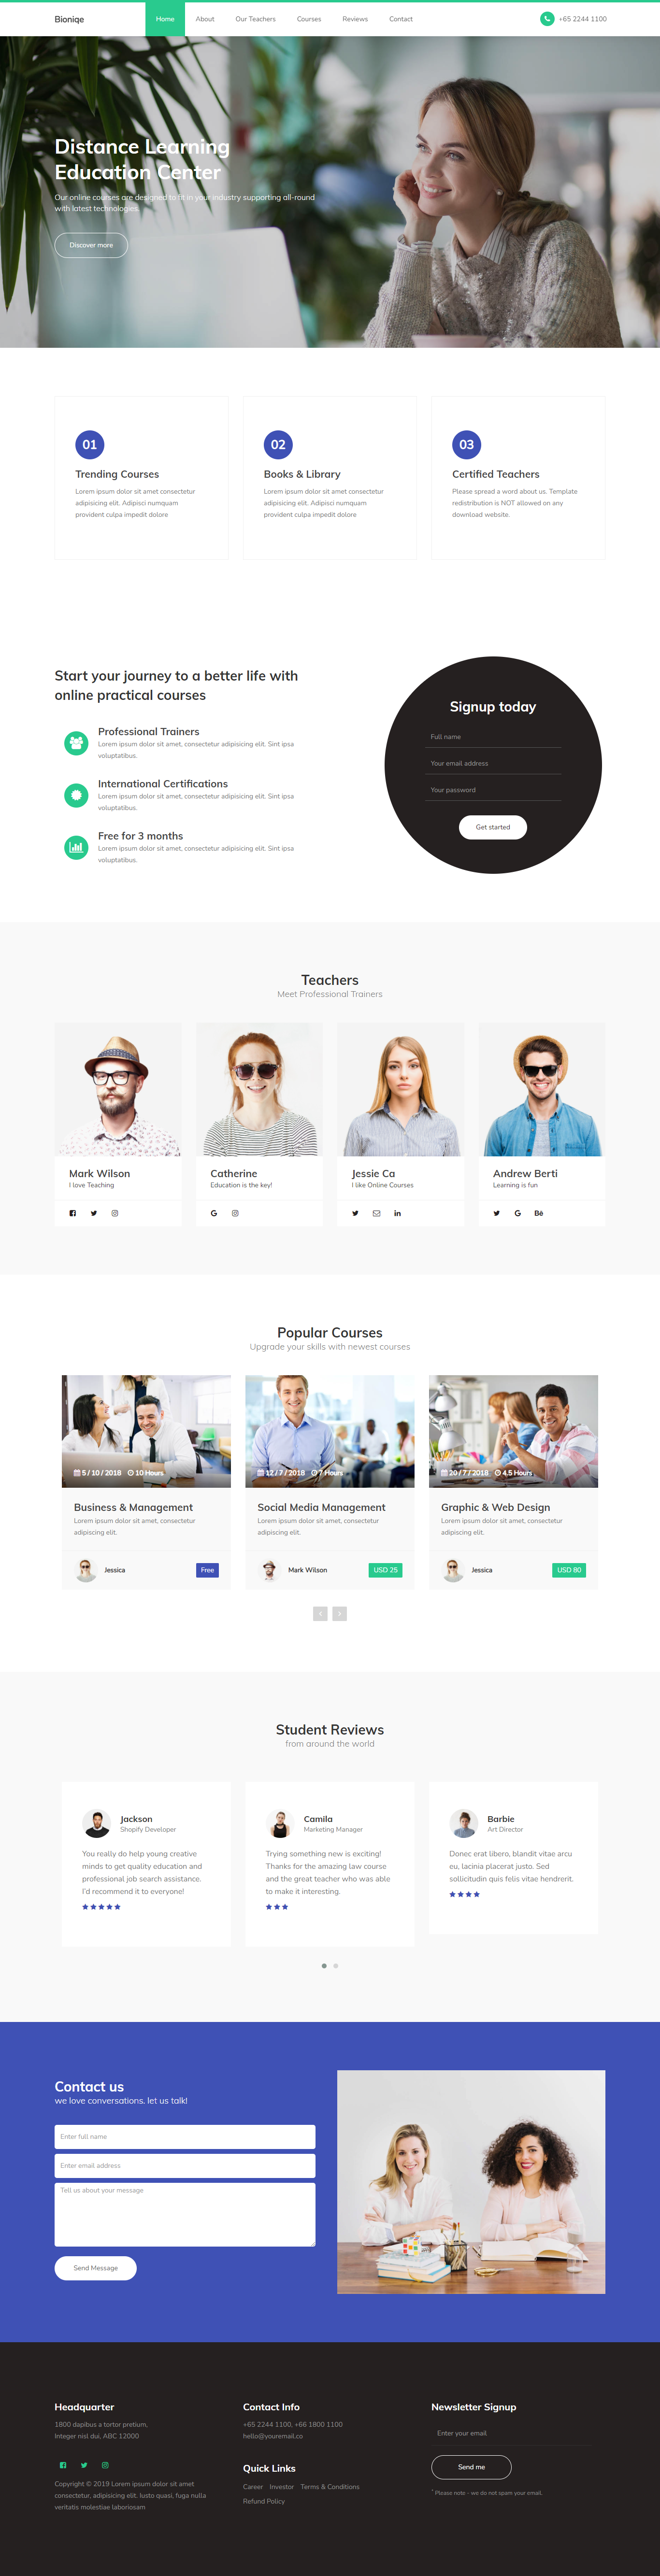 Bioniqe
Home
About
Our Teachers
Courses
Reviews
Contact
+65 2244 1100
Distance Learning
Education Center
Our online courses are designed to fit in your industry supporting all-round
with latest technologies.
Discover more
01
Trending Courses
Lorem ipsum dolor sit amet consectetur
adipisicing elit. Adipisci numquam
provident culpa impedit dolore
02
Books & Library
Lorem ipsum dolor sit amet consectetur
adipisicing elit. Adipisci numquam
provident culpa impedit dolore
03
Certified Teachers
Please spread a word about us. Template
redistribution is NOT allowed on any
download website.
Start your journey to a better life with
online practical courses
Professional Trainers
Lorem ipsum dolor sit amet, consectetur adipisicing elit. Sint ipsa
voluptatibus.
International Certifications
Lorem ipsum dolor sit amet, consectetur adipisicing elit. Sint ipsa
voluptatibus.
Free for 3 months
Lorem ipsum dolor sit amet, consectetur adipisicing elit. Sint ipsa
voluptatibus.
Signup today
Full name
Your email address
Your password
Get started
Teachers
Meet Professional Trainers
Mark Wilson
I love Teaching
Catherine
Education is the key!
Jessie Ca
I like Online Courses
Andrew Berti
Learning is fun
Popular Courses
Upgrade your skills with newest courses
5 / 10 / 2018 10 Hours
Business & Management
Lorem ipsum dolor sit amet, consectetur
adipiscing elit.
Jessica
Free
12 / 7 / 2018 7 Hours
Social Media Management
Lorem ipsum dolor sit amet, consectetur
adipiscing elit.
Mark Wilson
USD 25
20 / 7 / 2018 4.5 Hours
Graphic & Web Design
Lorem ipsum dolor sit amet, consectetur
adipiscing elit.
Jessica
USD 80
Student Reviews
from around the world
Jackson
Shopify Developer
You really do help young creative
minds to get quality education and
professional job search assistance.
I'd recommend it to everyone!
Camila
Marketing Manager
Trying something new is exciting!
Thanks for the amazing law course
and the great teacher who was able
to make it interesting.
Barbie
Art Director
Donec erat libero, blandit vitae arcu
eu, lacinia placerat justo. Sed
sollicitudin quis felis vitae hendrerit.
Contact us
we love conversations. let us talk!
Enter full name
Enter email address
Tell us about your message
Send Message
Headquarter
1800 dapibus a tortor pretium,
Integer nisl dui, ABC 12000
Copyright © 2019 Lorem ipsum dolor sit amet
consectetur, adipisicing elit. Iusto quasi, fuga nulla
veritatis molestiae laboriosam
Contact Info
+65 2244 1100, +66 1800 1100
hello@youremail.co
Quick Links
Career
Investor
Terms & Conditions
Refund Policy
Newsletter Signup
Enter your email
Send me
* Please note - we do not spam your email.